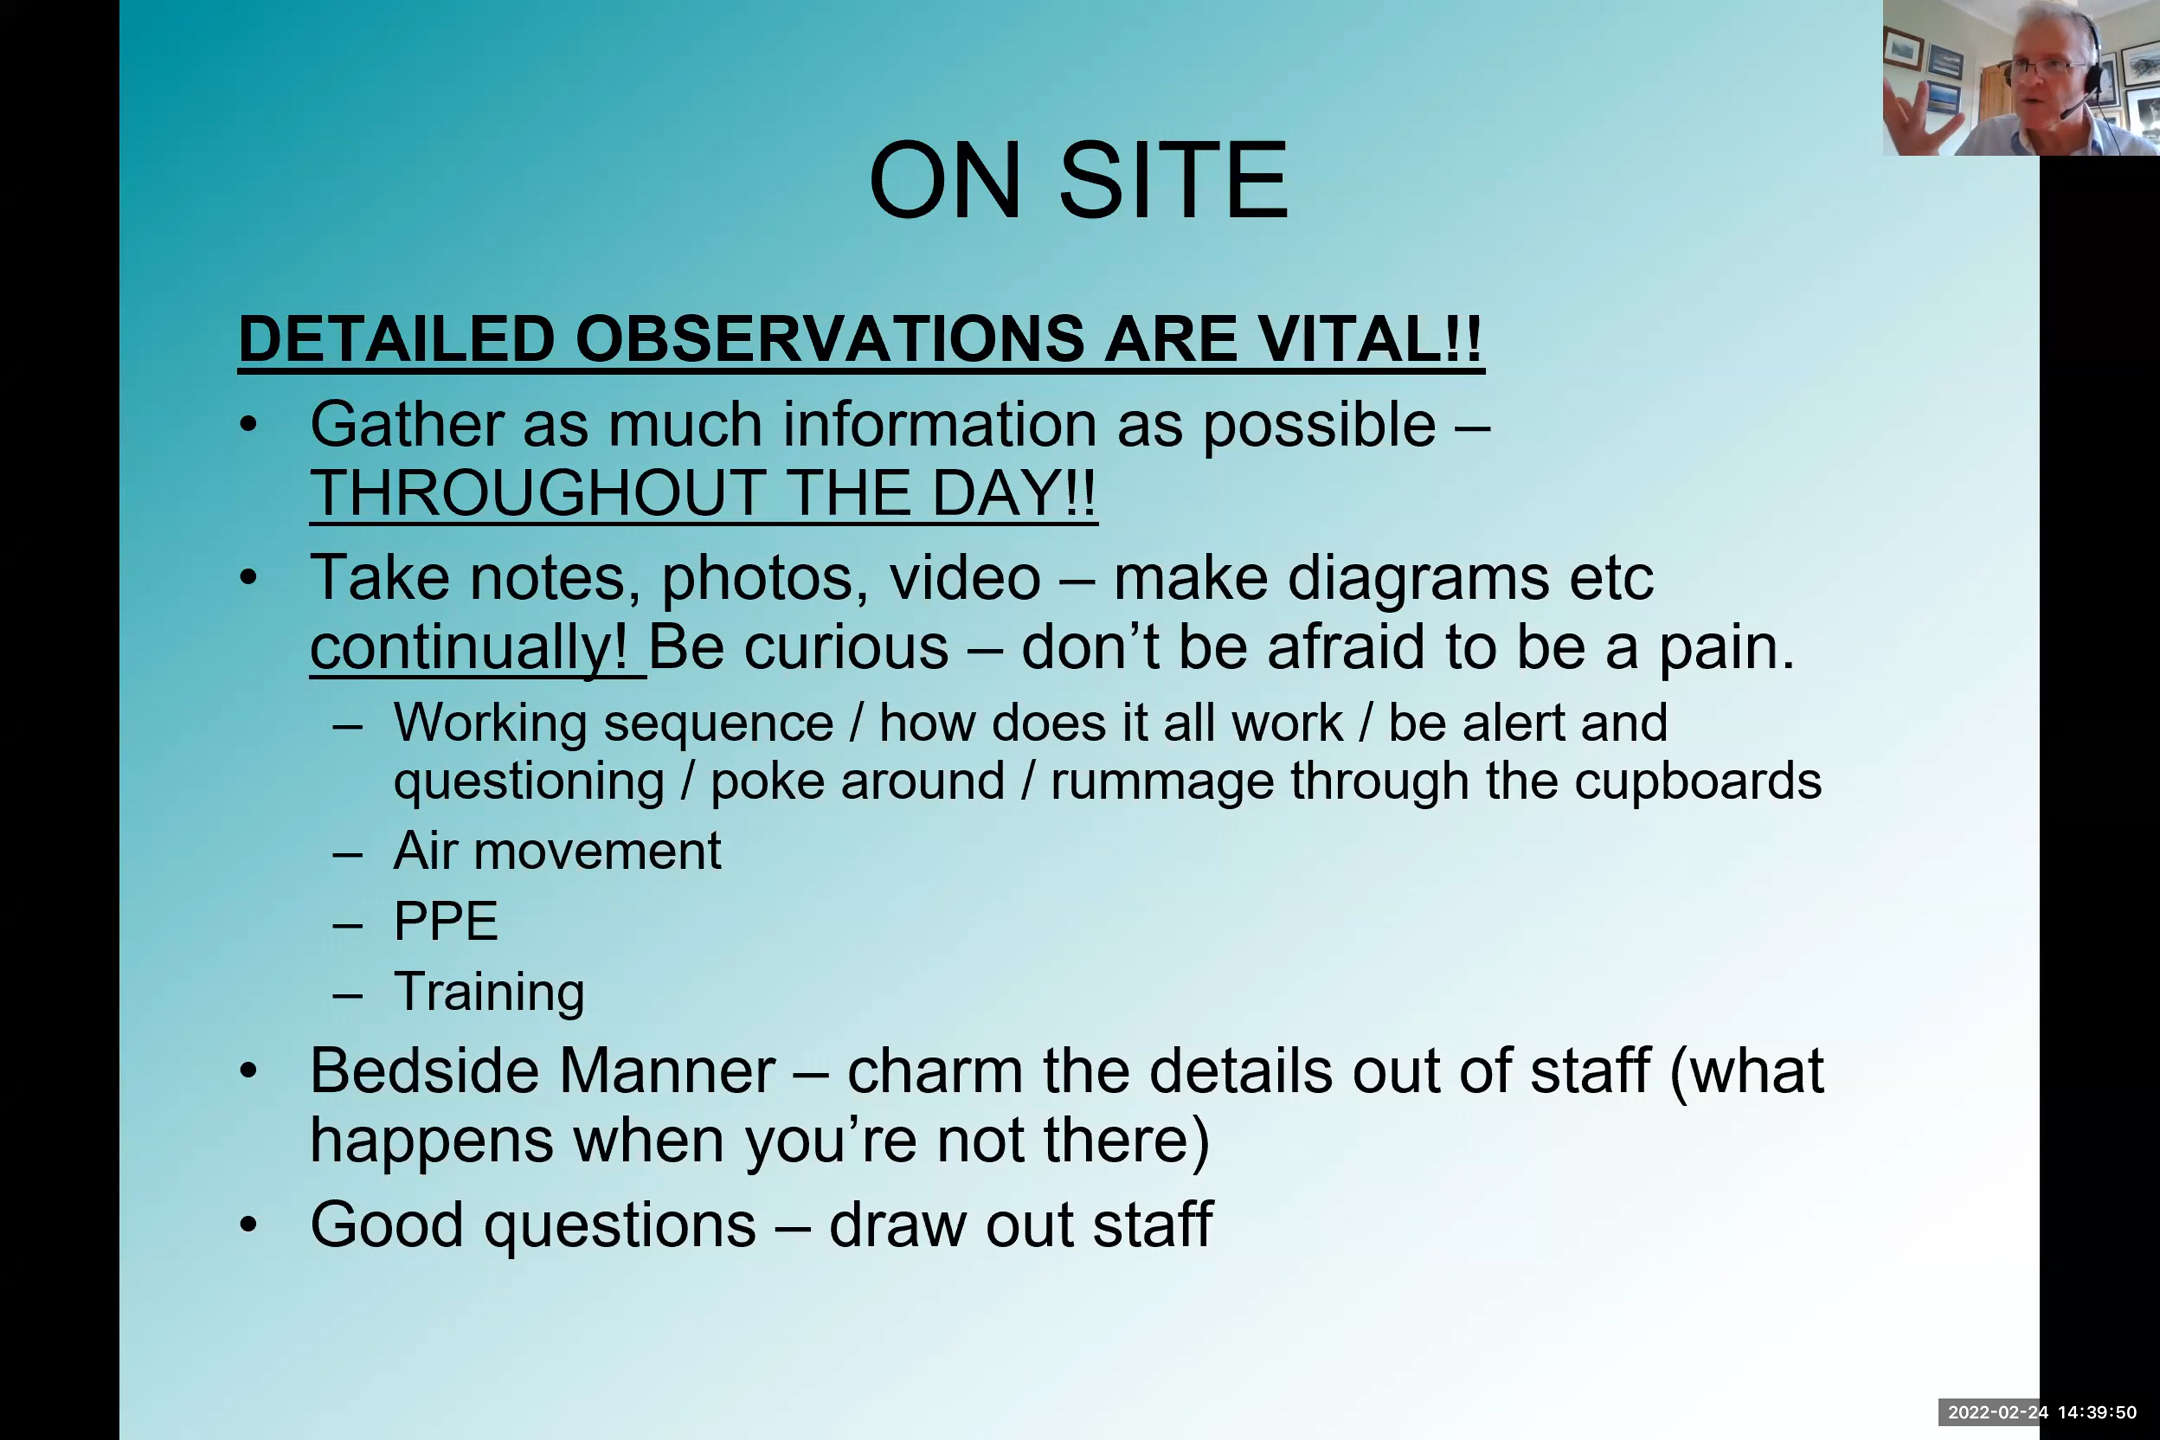 ON SITE
DETAILED OBSERVATIONS ARE VITAL!!
• Gather as much information as possible –
THROUGHOUT THE DAY!!
• Take notes, photos, video – make diagrams etc
continually! Be curious – don’t be afraid to be a pain.
– Working sequence / how does it all work / be alert and
questioning / poke around / rummage through the cupboards
– Air movement
– PPE
– Training
• Bedside Manner – charm the details out of staff (what
happens when you’re not there)
• Good questions – draw out staff
2022-02-24 14:39:50